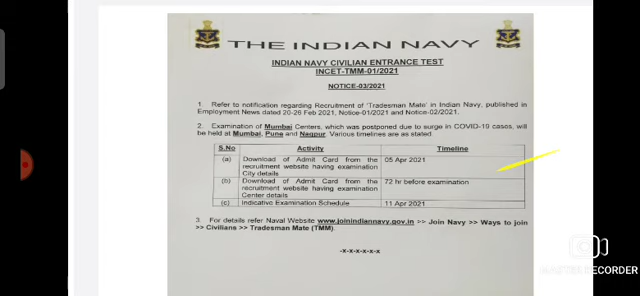 THE INDIAN NAVY
INDIAN NAVY CIVILIAN ENTRANCE TEST
INCET-TMM-01/2021
NOTICE-03/2021
1. Refer to notification regarding Recruitment of 'Tradesman Mate' in Indian Navy, published in
Employment News dated 20-26 Feb 2021, Notice-01/2021 and Notice-02/2021.
2. Examination of Mumbai Centers, which was postponed due to surge in COVID-19 cases, will
be held at Mumbai, Pune and Nagpur. Various timelines are as stated
S.No Activity Timeline
(a) Download of Admit Card from the 05 Apr 2021
recruitment website having examination
City details
(b) Download of Admit Card from the 72 hr before examination
recruitment website having examination
Center details
(c) Indicative Examination Schedule 11 Apr 2021
3. For details refer Naval Website www.joinindiannavy.gov.in >> Join Navy >> Ways to join
>> Civilians >> Tradesman Mate (TMM).
-x-x-x-x-x-x
MASTER RECORDER